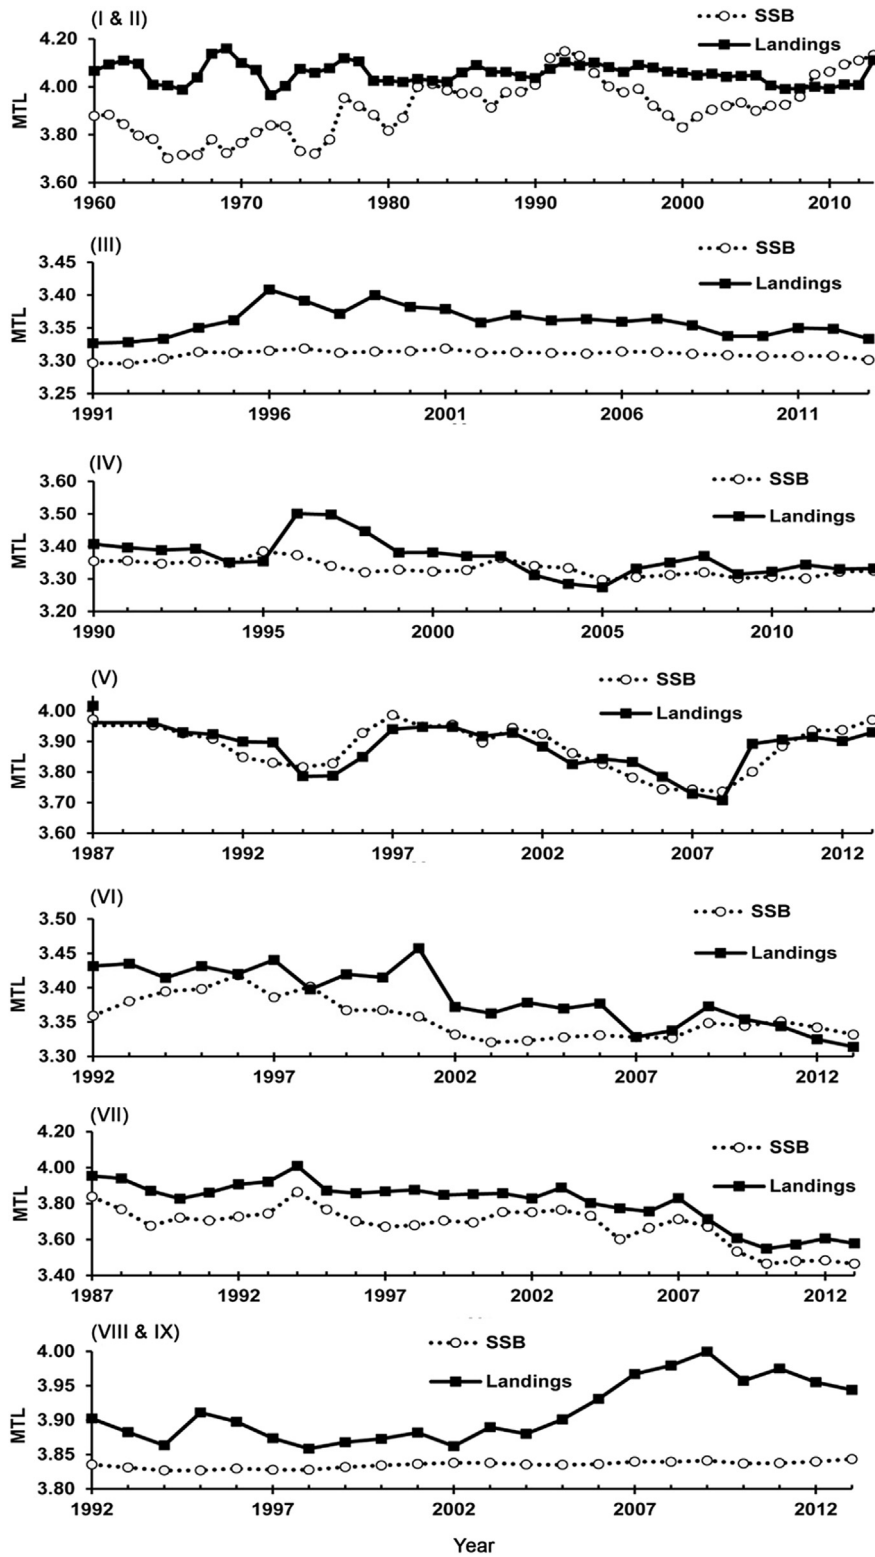 (I & II)
SSB
Landings
4.20
4.00
3.80
3.60
MTL
1960 1970 1980 1990 2000 2010
(III)
SSB
Landings
3.45
3.40
3.35
3.30
3.25
MTL
1991 1996 2001 2006 2011
(IV)
SSB
Landings
3.60
3.50
3.40
3.30
3.20
MTL
1990 1995 2000 2005 2010
(V)
SSB
Landings
4.00
3.90
3.80
3.70
3.60
MTL
1987 1992 1997 2002 2007 2012
(VI)
SSB
Landings
3.50
3.45
3.40
3.35
3.30
MTL
1992 1997 2002 2007 2012
(VII)
SSB
Landings
4.20
4.00
3.80
3.60
3.40
MTL
1987 1992 1997 2002 2007 2012
(VIII & IX)
SSB
Landings
4.00
3.95
3.90
3.85
3.80
MTL
1992 1997 2002 2007 2012
Year